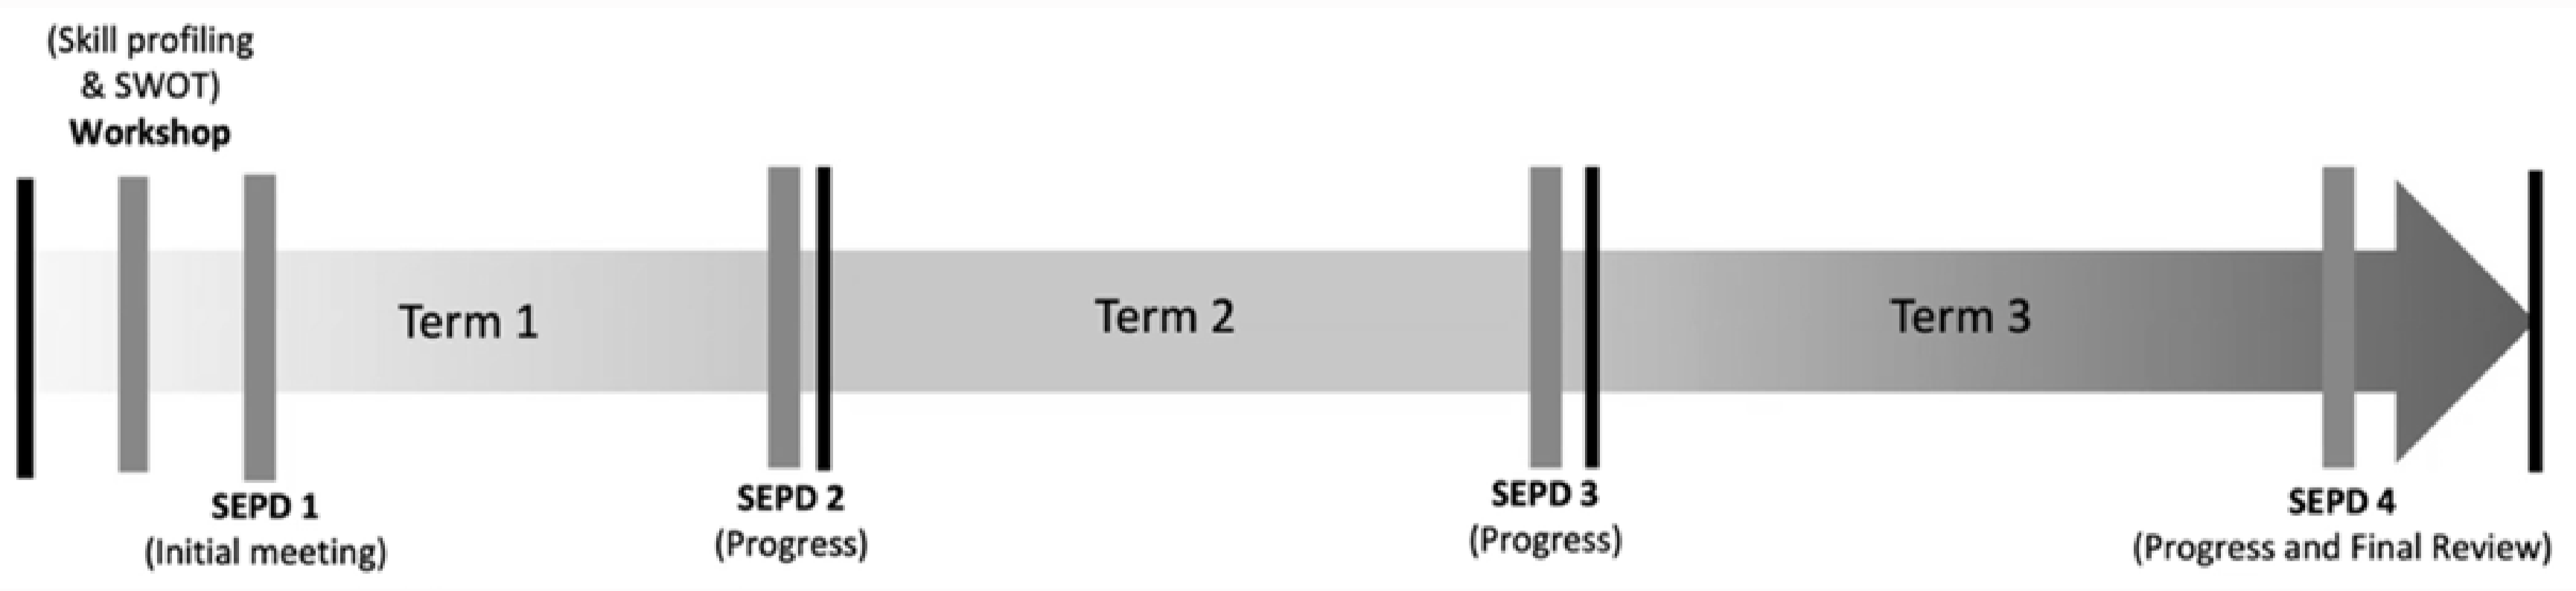 (Skill profiling
& SWOT)
Workshop
Term 1
Term 2
Term 3
SEPD 1
(Initial meeting)
SEPD 2
(Progress)
SEPD 3
(Progress)
SEPD 4
(Progress and Final Review)